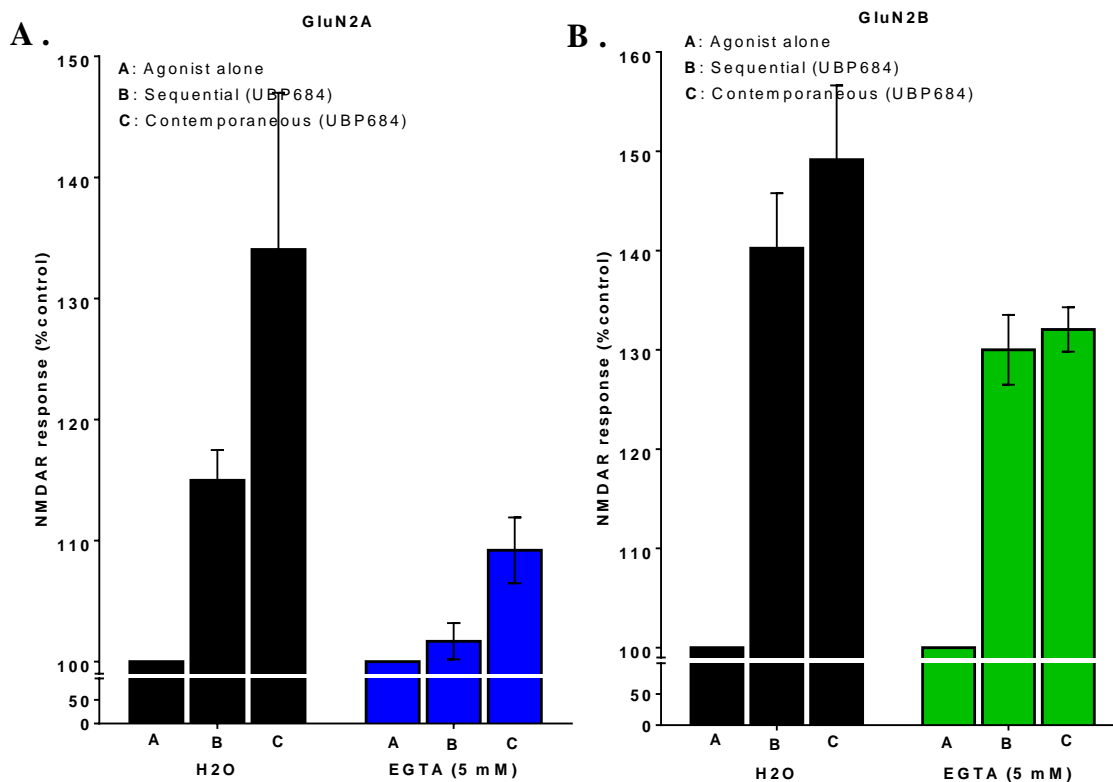 A .
GluN2A
A: Agonist alone
B: Sequential (UBP684)
C: Contemporaneous (UBP684)
NMDAR response (%control)
150
140
130
120
110
100
50
0
A B C A B C
H2O EGTA (5 mM)
B .
GluN2B
A: Agonist alone
B: Sequential (UBP684)
C: Contemporaneous (UBP684)
NMDAR response (%control)
160
150
140
130
110
100
50
0
A B C A B C
H2O EGTA (5 mM)